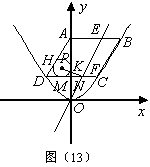 y
A E B
H P K F
D M N C
O x
图(13)